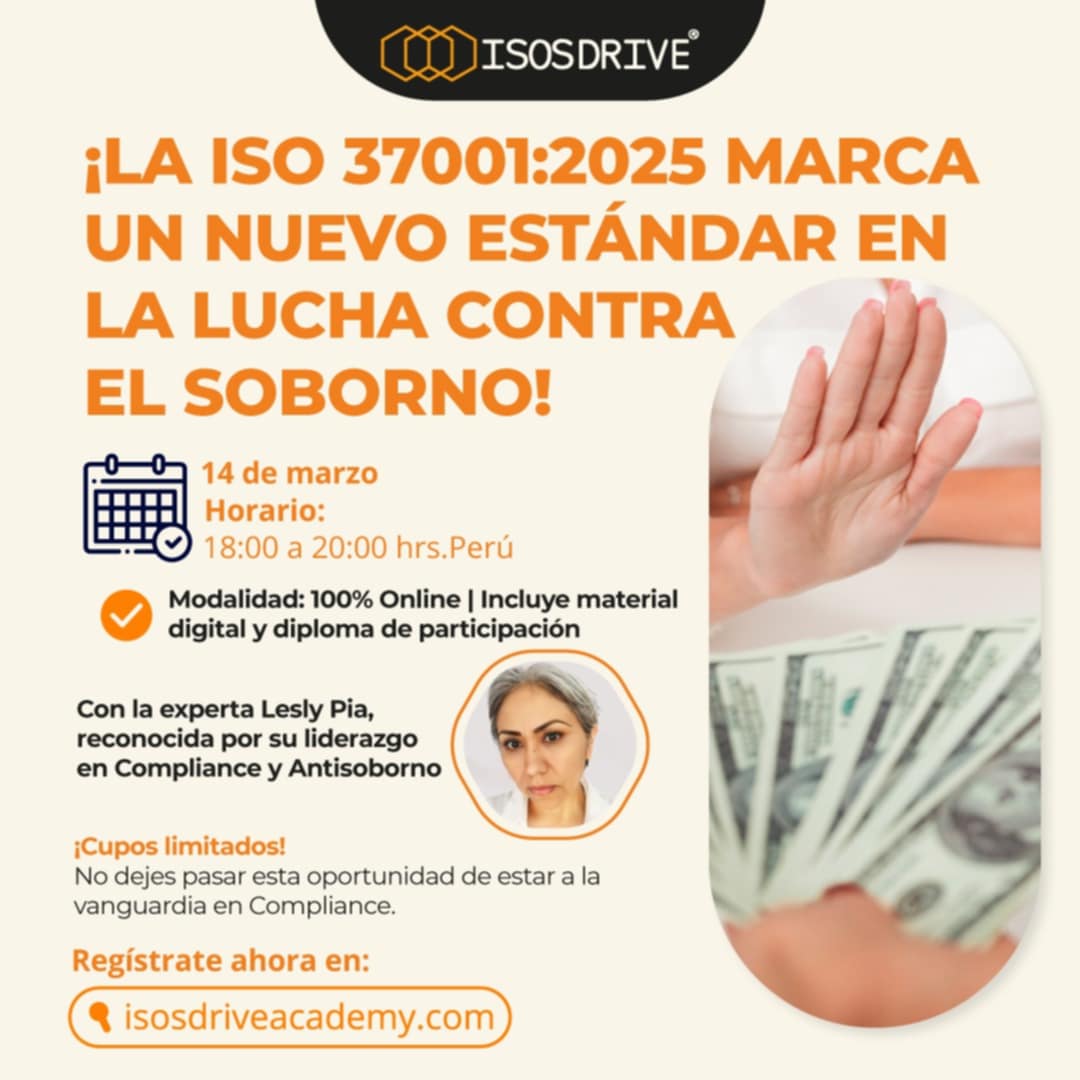 ISOSDRIVE®
¡LA ISO 37001:2025 MARCA
UN NUEVO ESTÁNDAR EN
LA LUCHA CONTRA
EL SOBORNO!
14 de marzo
Horario:
18:00 a 20:00 hrs.Perú
Modalidad: 100% Online | Incluye material
digital y diploma de participación
Con la experta Lesly Pia,
reconocida por su liderazgo
en Compliance y Antisoborno
¡Cupos limitados!
No dejes pasar esta oportunidad de estar a la
vanguardia en Compliance.
Regístrate ahora en:
isosdriveacademy.com